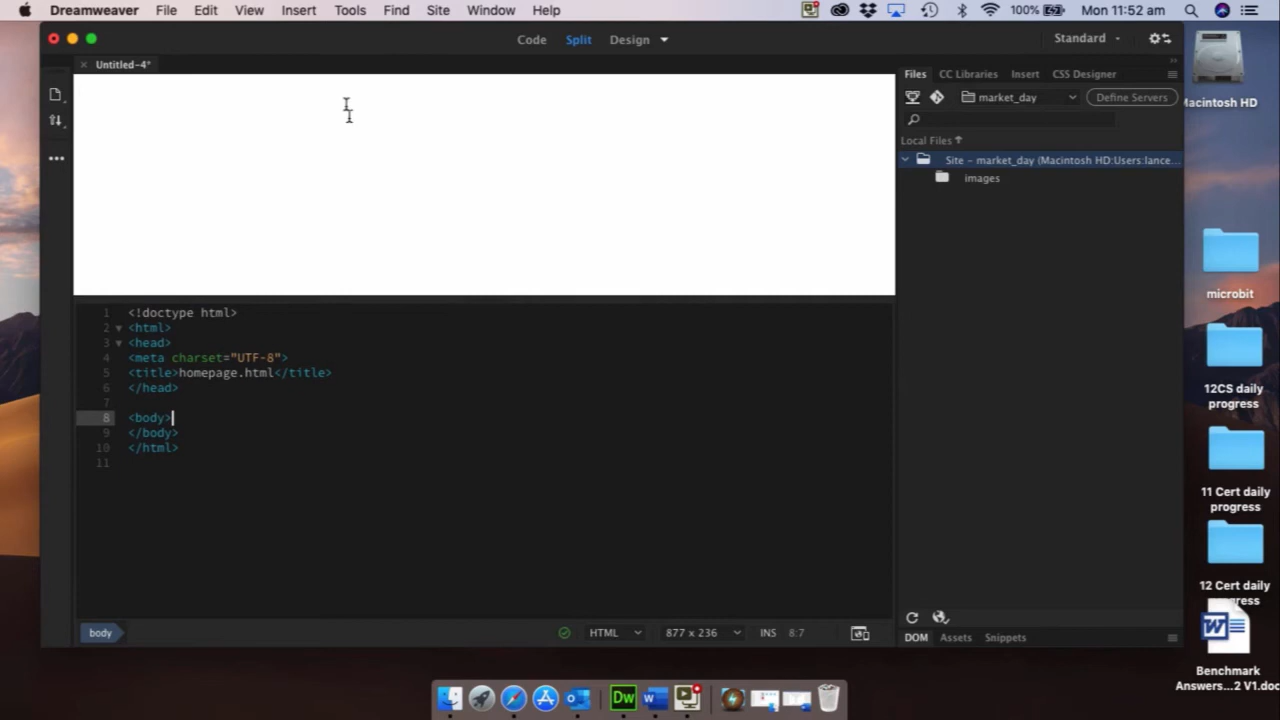 Dreamweaver File Edit View Insert Format Tools Find Site Window Help 100% Mon 11:52 am
Code Split Design Standard
Untitled-4* Files CC Libraries Insert CSS Designer
market_day Define Servers
Macintosh HD
Local Files
Site - market_day (Macintosh HD:Users:lance...
images
microbit
1 <!doctype html>
2 <html>
3 <head>
4 <meta charset="UTF-8">
5 <title>homepage.html</title>
6 </head>
7
8 <body>
9 </body>
10 </html>
11
12CS daily
progress
11 Cert daily
progress
12 Cert daily
progress
body HTML 877 x 236 INS 8:7
DOM Assets Snippets
Dw W
W
Benchmark
Answers...2 V1.doc